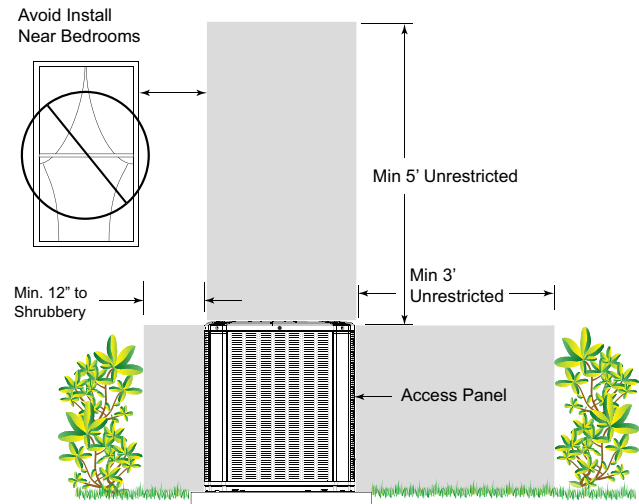 Avoid Install
Near Bedrooms
Min 5’ Unrestricted
Min 3’
Unrestricted
Min. 12” to
Shrubbery
Access Panel